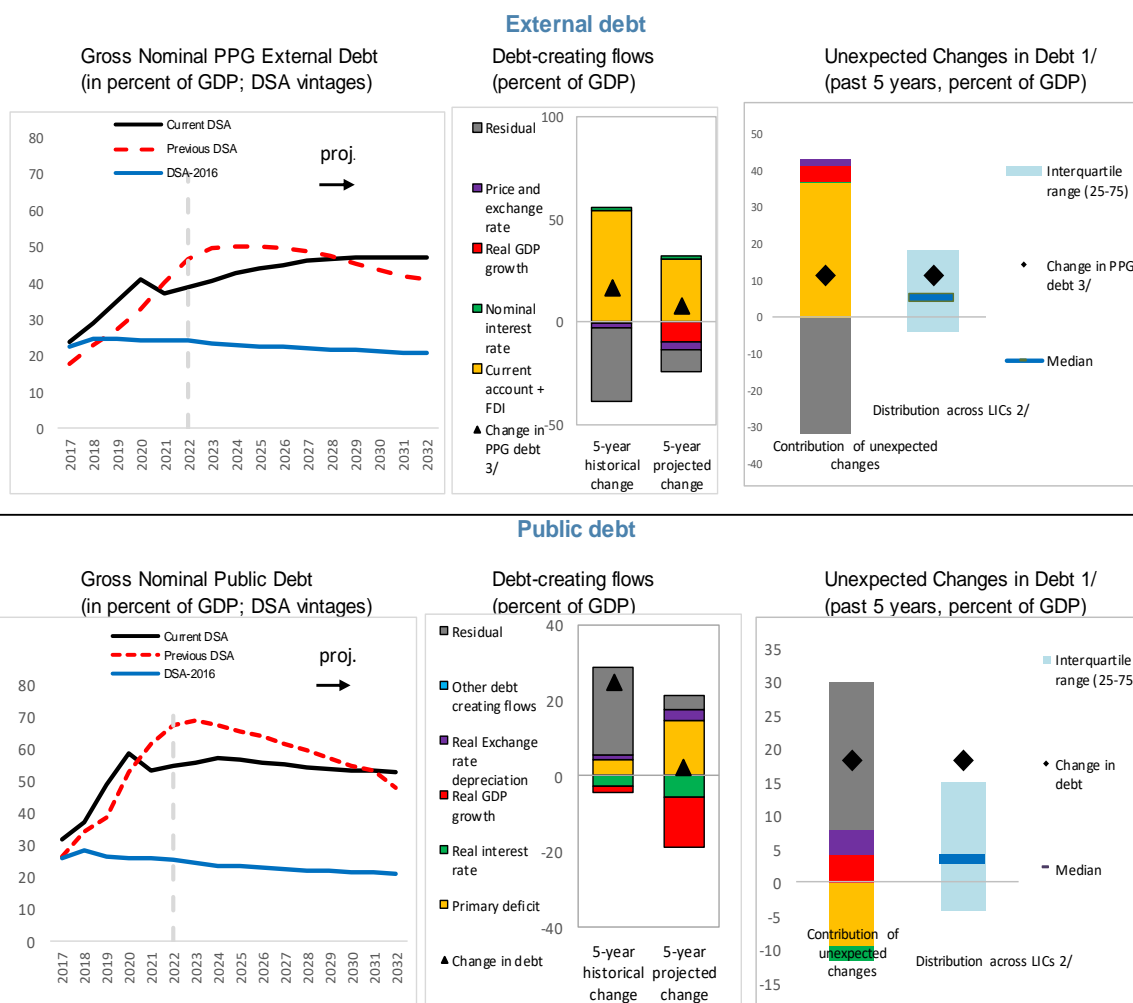 External debt
Gross Nominal PPG External Debt
(in percent of GDP; DSA vintages)
Current DSA
Previous DSA
DSA-2016
proj.
80
70
60
50
40
30
20
10
0
2017
2018
2019
2020
2021
2022
2023
2024
2025
2026
2027
2028
2029
2030
2031
2032
Debt-creating flows
(percent of GDP)
Residual
Price and
exchange
rate
Real GDP
growth
Nominal
interest
rate
Current
account +
FDI
Change in
PPG debt
3/
100
50
0
-50
5-year
historical
change
5-year
projected
change
Unexpected Changes in Debt 1/
(past 5 years, percent of GDP)
50
40
30
20
10
0
-10
-20
-30
-40
Interquartile
range (25-75)
Change in PPG
debt 3/
Median
Distribution across LICs 2/
Contribution of unexpected
changes
Public debt
Gross Nominal Public Debt
(in percent of GDP; DSA vintages)
Current DSA
Previous DSA
DSA-2016
proj.
80
70
60
50
40
30
20
10
0
2017
2018
2019
2020
2021
2022
2023
2024
2025
2026
2027
2028
2029
2030
2031
2032
Debt-creating flows
(percent of GDP)
Residual
Other debt
creating flows
Real Exchange
rate
depreciation
Real GDP
growth
Real interest
rate
Primary deficit
Change in debt
40
20
0
-20
-40
5-year
historical
change
5-year
projected
change
Unexpected Changes in Debt 1/
(past 5 years, percent of GDP)
35
30
25
20
15
10
5
0
-5
-10
-15
Interquartile
range (25-75
Change in
debt
Median
Contribution of
unexpected
changes
Distribution across LICs 2/